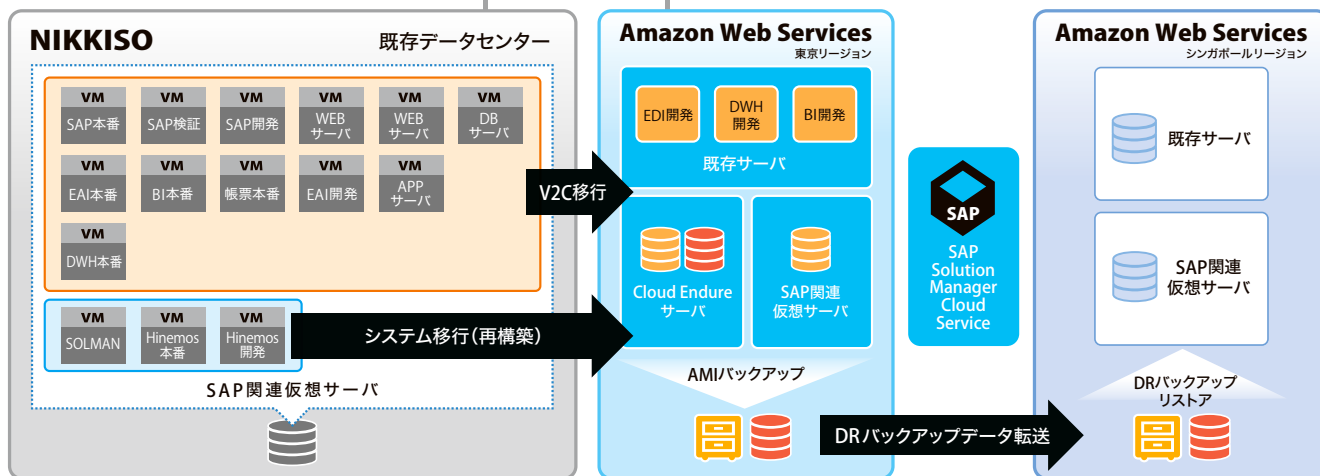 NIKKISO
既存データセンター
VM
SAP本番
VM
SAP検証
VM
SAP開発
VM
WEB
サーバ
VM
WEB
サーバ
VM
DB
サーバ
VM
EAI本番
VM
BI本番
VM
帳票本番
VM
EAI開発
VM
APP
サーバ
VM
DWH本番
VM
SOLMAN
VM
Hinemos
本番
VM
Hinemos
開発
SAP関連仮想サーバ
V2C移行
システム移行(再構築)
Amazon Web Services
東京リージョン
EDI開発
DWH
開発
BI開発
既存サーバ
Cloud Endure
サーバ
SAP関連
仮想サーバ
AMIバックアップ
SAP
SAP
Solution
Manager
Cloud
Service
DRバックアップデータ転送
Amazon Web Services
シンガポールリージョン
既存サーバ
SAP関連
仮想サーバ
DRバックアップ
リストア